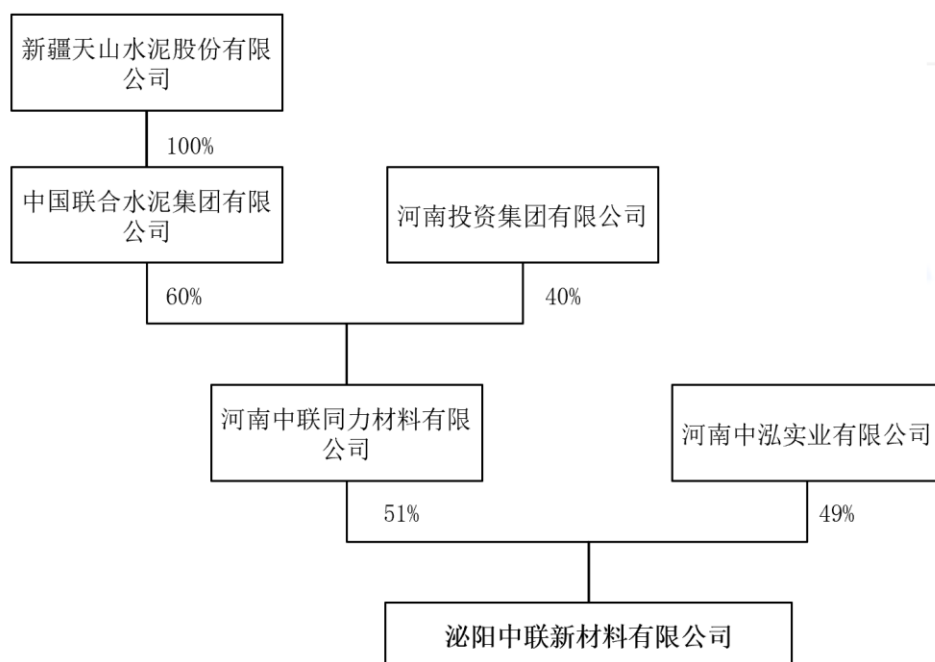 新疆天山水泥股份有限
公司
100%
中国联合水泥集团有限
公司
河南投资集团有限公司
60%
40%
河南中联同力材料有限
公司
河南中泓实业有限公司
51%
49%
泌阳中联新材料有限公司